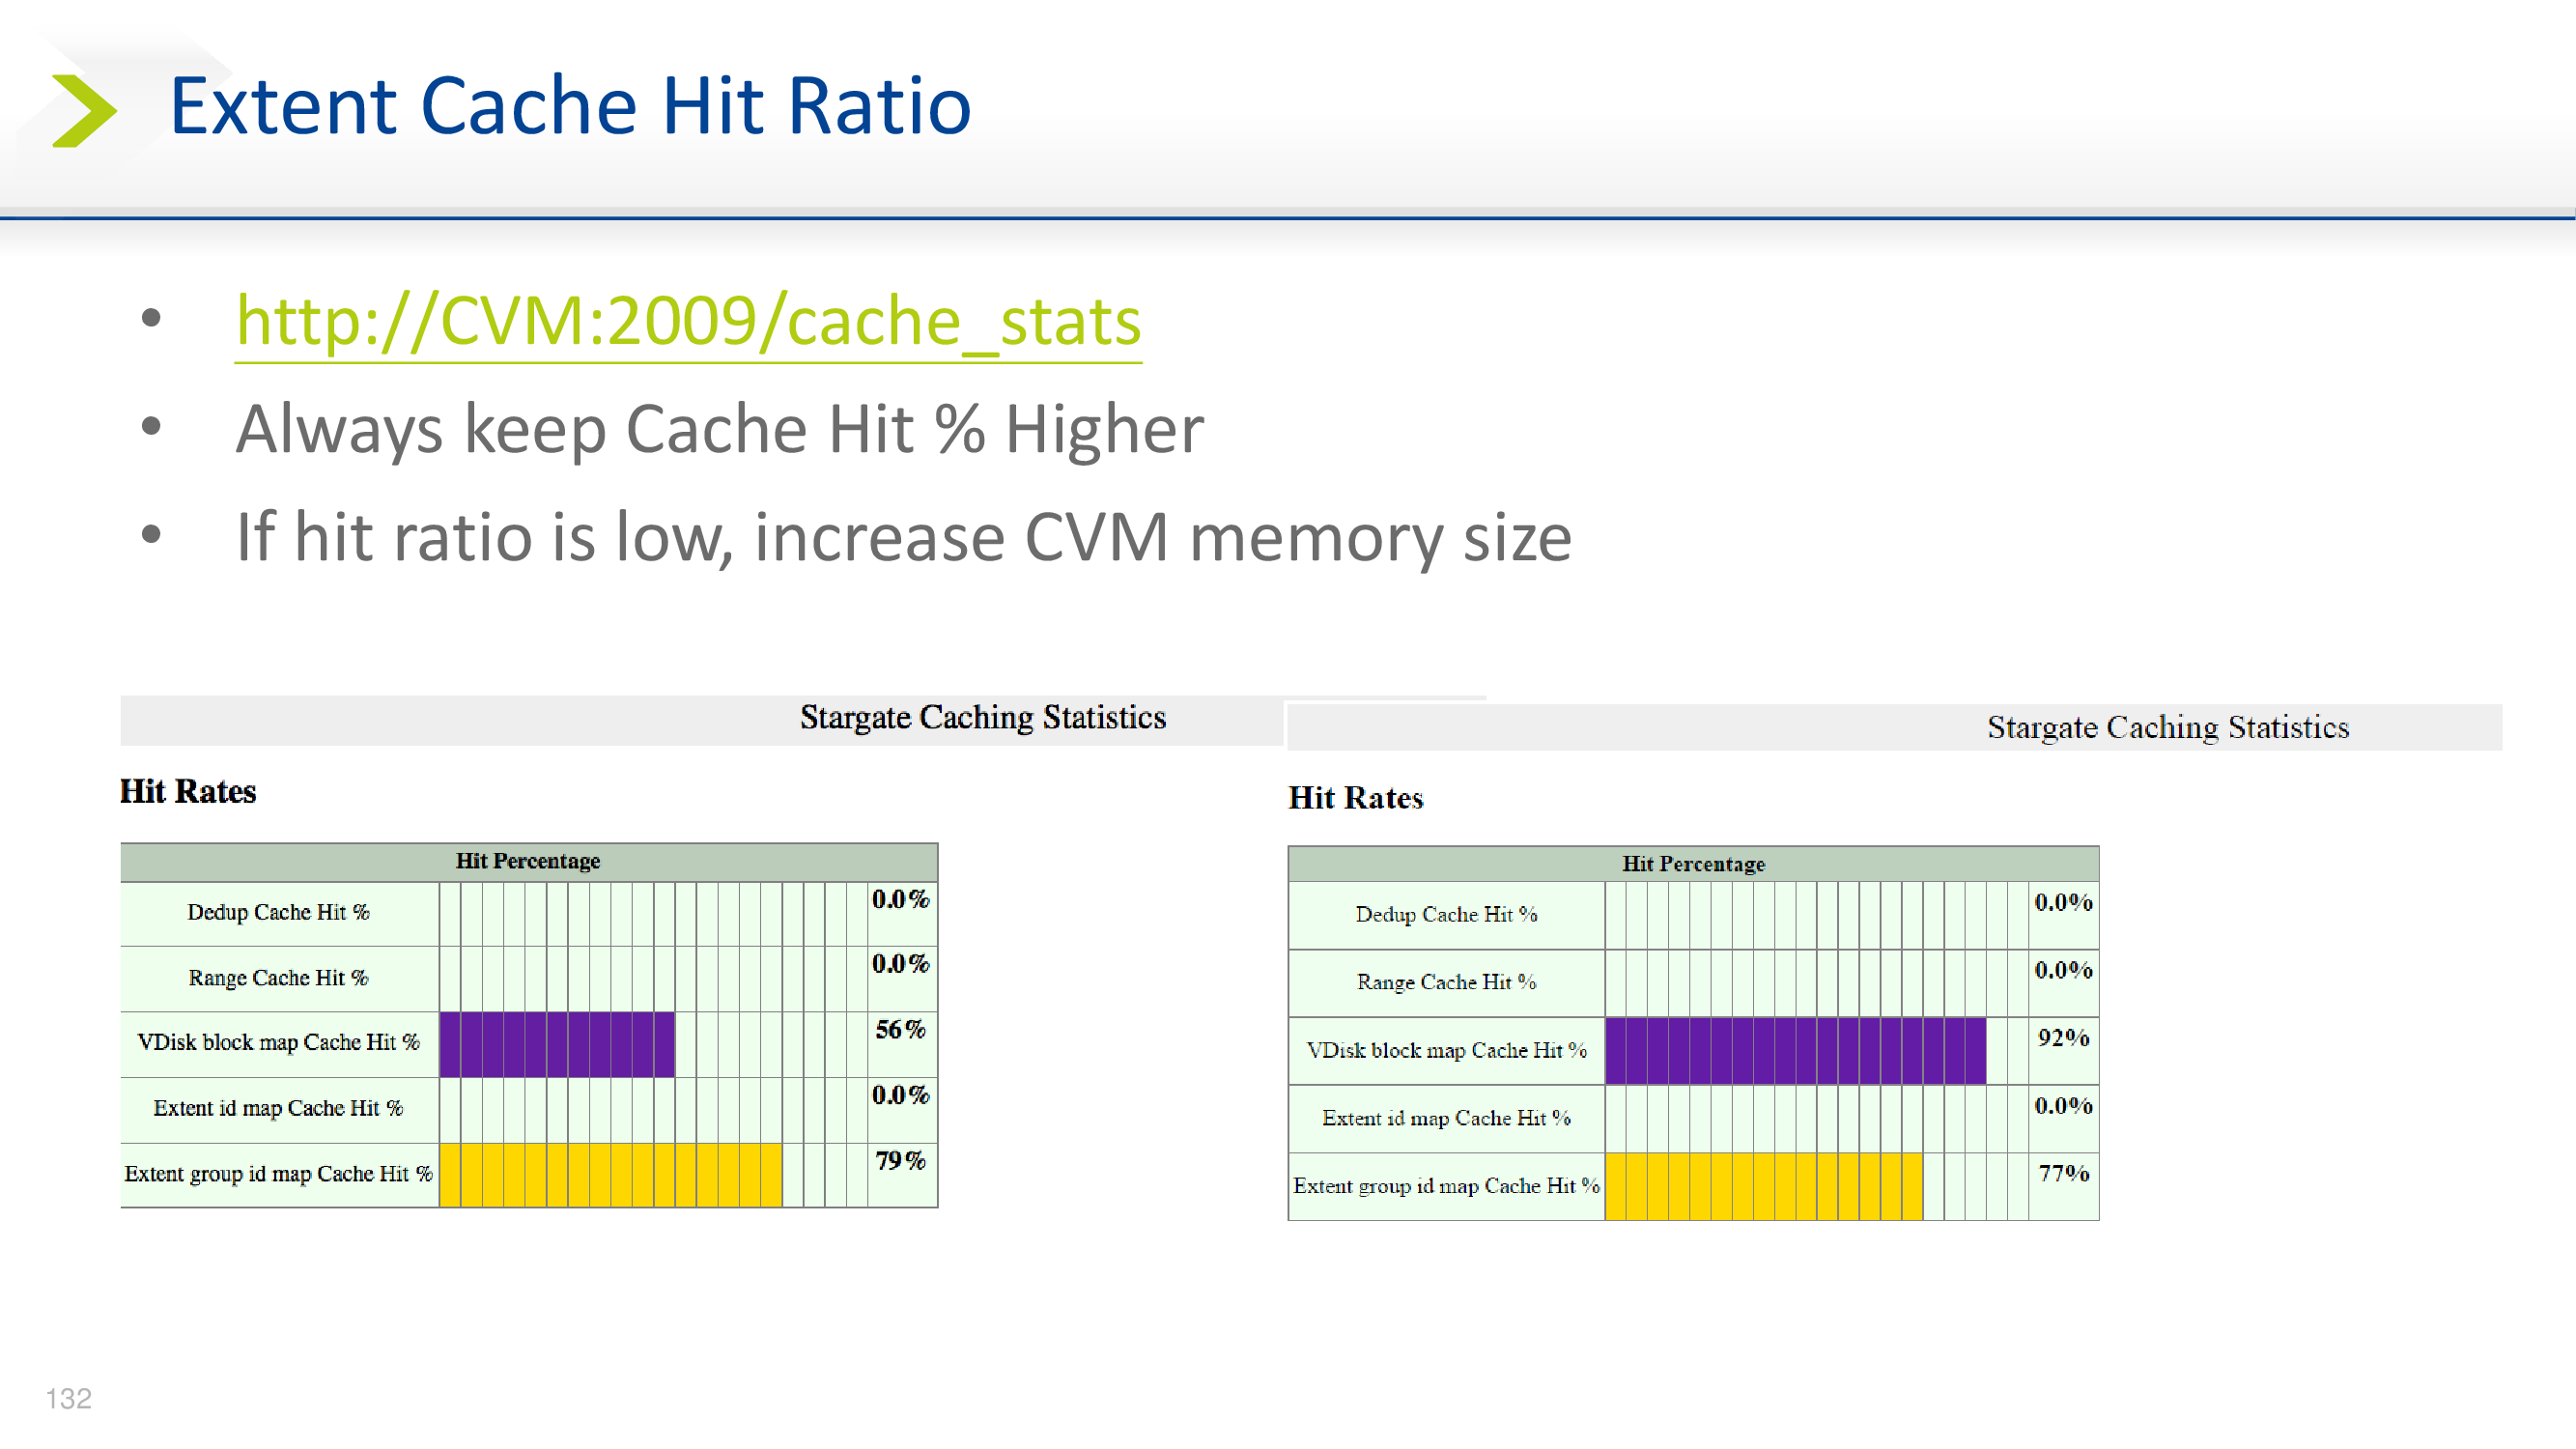 Extent Cache Hit Ratio
• http://CVM:2009/cache_stats
• Always keep Cache Hit % Higher
• If hit ratio is low, increase CVM memory size
Stargate Caching Statistics
Hit Rates
Hit Percentage
Dedup Cache Hit % 0.0%
Range Cache Hit % 0.0%
VDisk block map Cache Hit % 56%
Extent id map Cache Hit % 0.0%
Extent group id map Cache Hit % 79%
Stargate Caching Statistics
Hit Rates
Hit Percentage
Dedup Cache Hit % 0.0%
Range Cache Hit % 0.0%
VDisk block map Cache Hit % 92%
Extent id map Cache Hit % 0.0%
Extent group id map Cache Hit % 77%
132